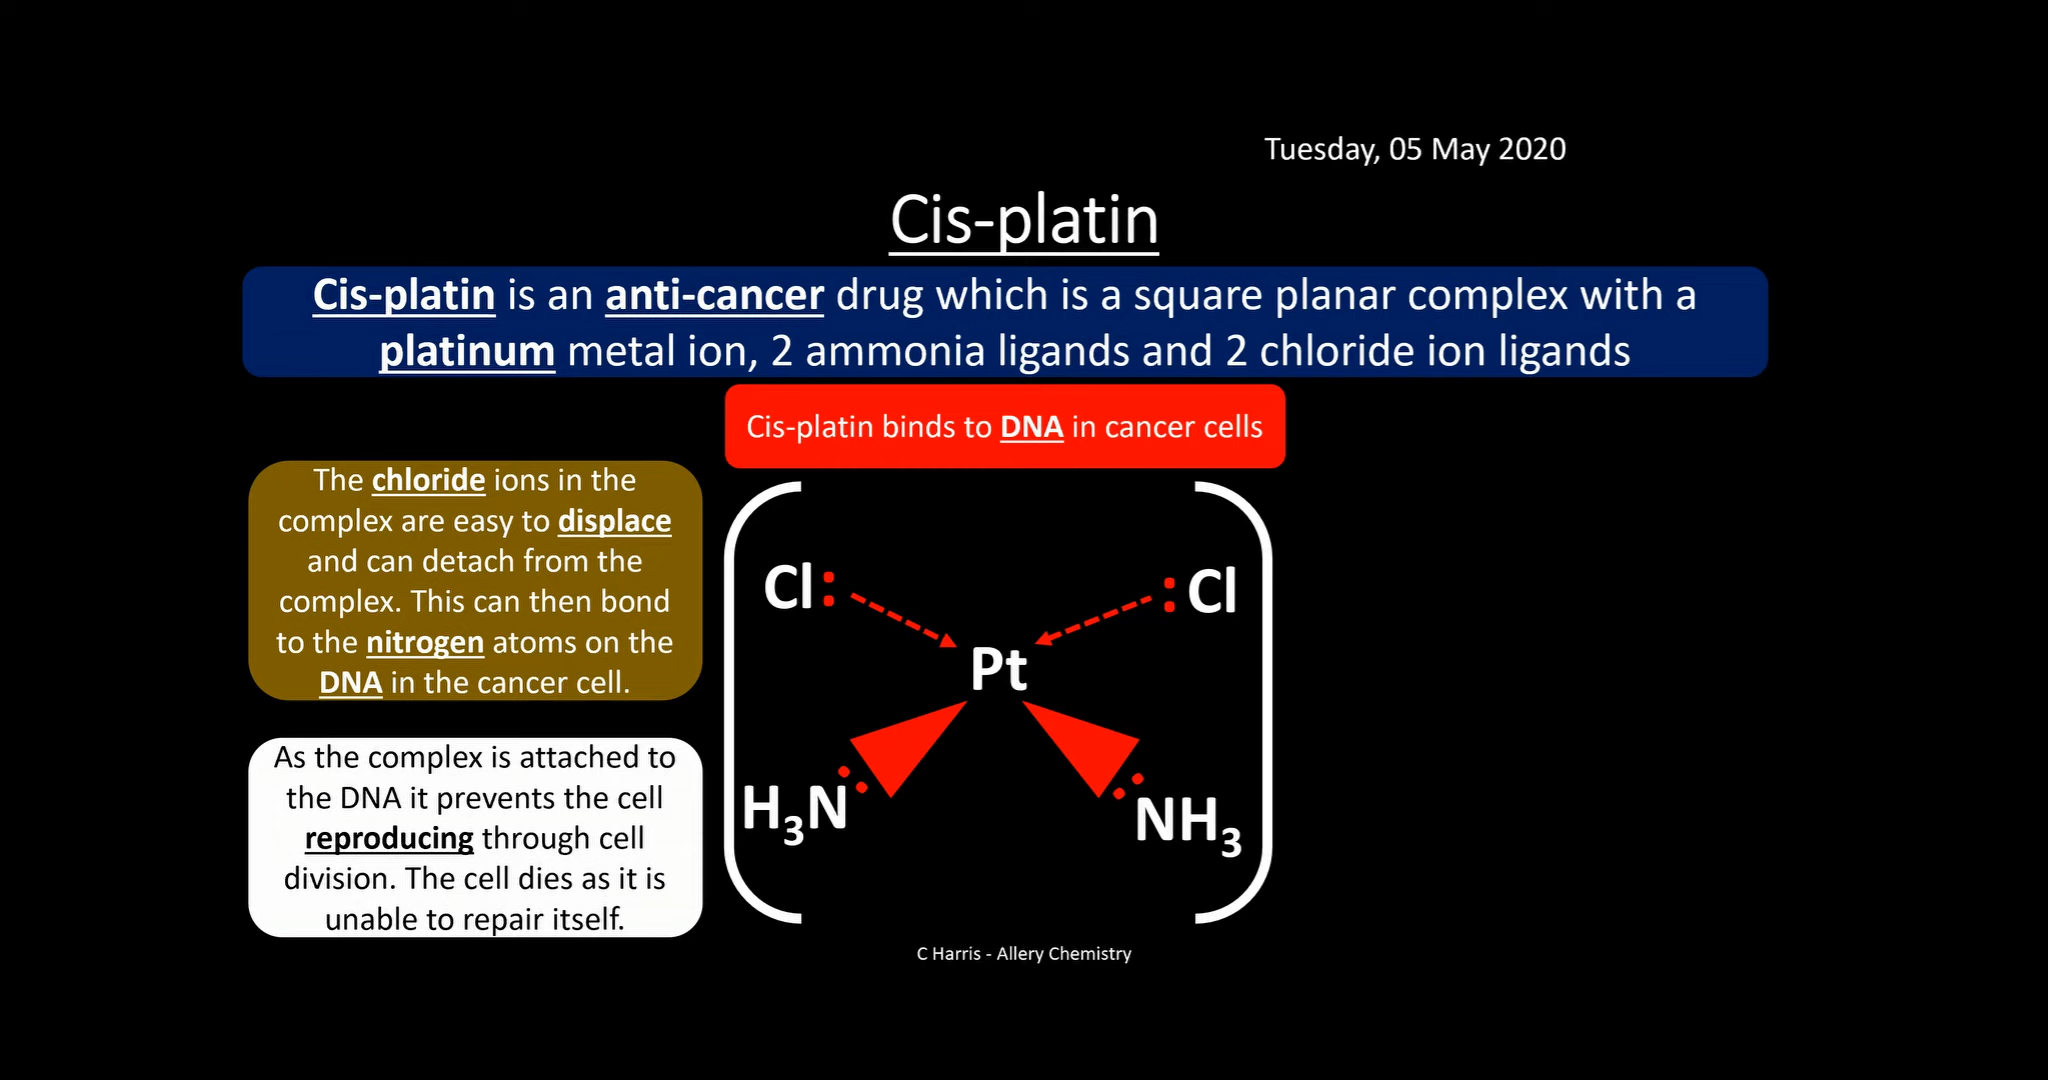 Tuesday, 05 May 2020
Cis-platin
Cis-platin is an anti-cancer drug which is a square planar complex with a
platinum metal ion, 2 ammonia ligands and 2 chloride ion ligands
Cis-platin binds to DNA in cancer cells
The chloride ions in the
complex are easy to displace
and can detach from the
complex. This can then bond
to the nitrogen atoms on the
DNA in the cancer cell.
As the complex is attached to
the DNA it prevents the cell
reproducing through cell
division. The cell dies as it is
unable to repair itself.
Cl: :Cl
Pt
H₃N NH₃
C Harris - Allery Chemistry